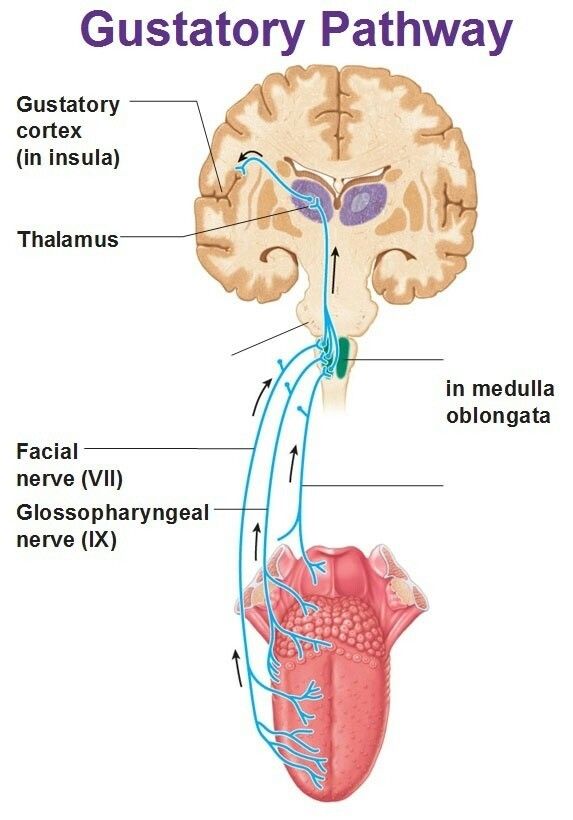 Gustatory Pathway
Gustatory
cortex
(in insula)
Thalamus
in medulla
oblongata
Facial
nerve (VII)
Glossopharyngeal
nerve (IX)